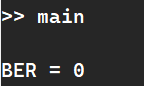 >> main
BER = 0